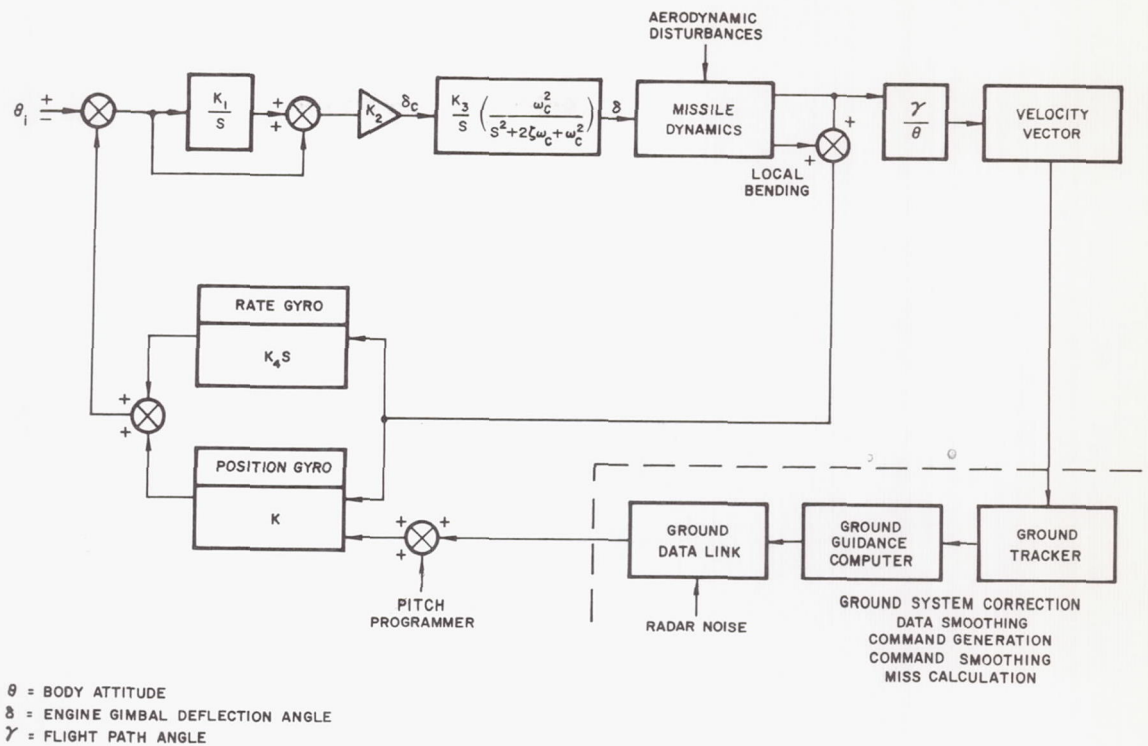 AERODYNAMIC
DISTURBANCES
θi + −
K1
S
+
+
K2
δc
K3
S
( ωc²
S²+2ζωc+ωc² )
δ
MISSILE
DYNAMICS
+
+
LOCAL
BENDING
γ
θ
VELOCITY
VECTOR
RATE GYRO
K4S
+
+
POSITION GYRO
K
+ +
+
PITCH
PROGRAMMER
GROUND
DATA LINK
RADAR NOISE
GROUND
GUIDANCE
COMPUTER
GROUND
TRACKER
GROUND SYSTEM CORRECTION
DATA SMOOTHING
COMMAND GENERATION
COMMAND SMOOTHING
MISS CALCULATION
θ = BODY ATTITUDE
δ = ENGINE GIMBAL DEFLECTION ANGLE
γ = FLIGHT PATH ANGLE